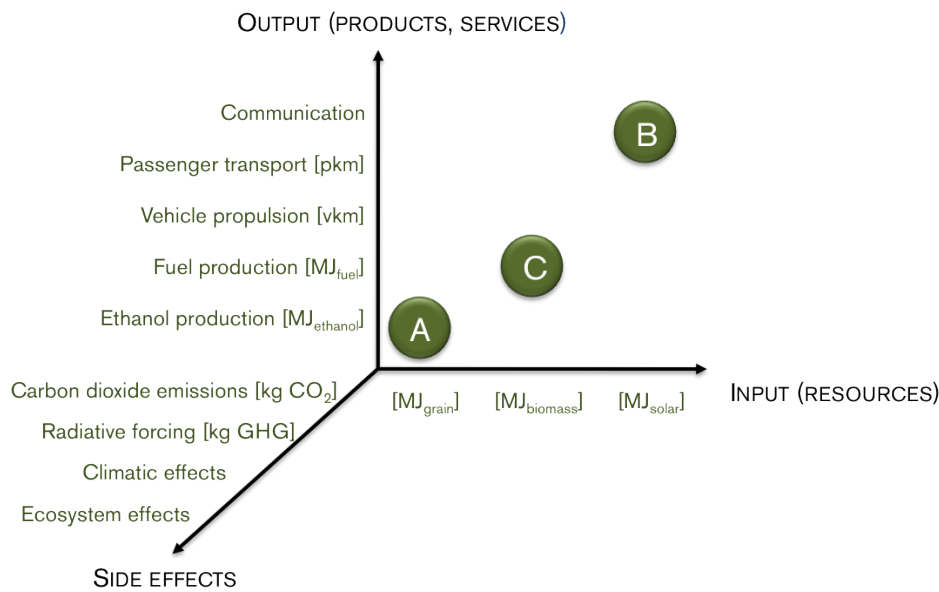 OUTPUT (PRODUCTS, SERVICES)
Communication
B
Passenger transport [pkm]
Vehicle propulsion [vkm]
Fuel production [MJfuel]
C
Ethanol production [MJethanol]
A
Carbon dioxide emissions [kg CO2]
[MJgrain] [MJbiomass] [MJsolar]
INPUT (RESOURCES)
Radiative forcing [kg GHG]
Climatic effects
Ecosystem effects
SIDE EFFECTS